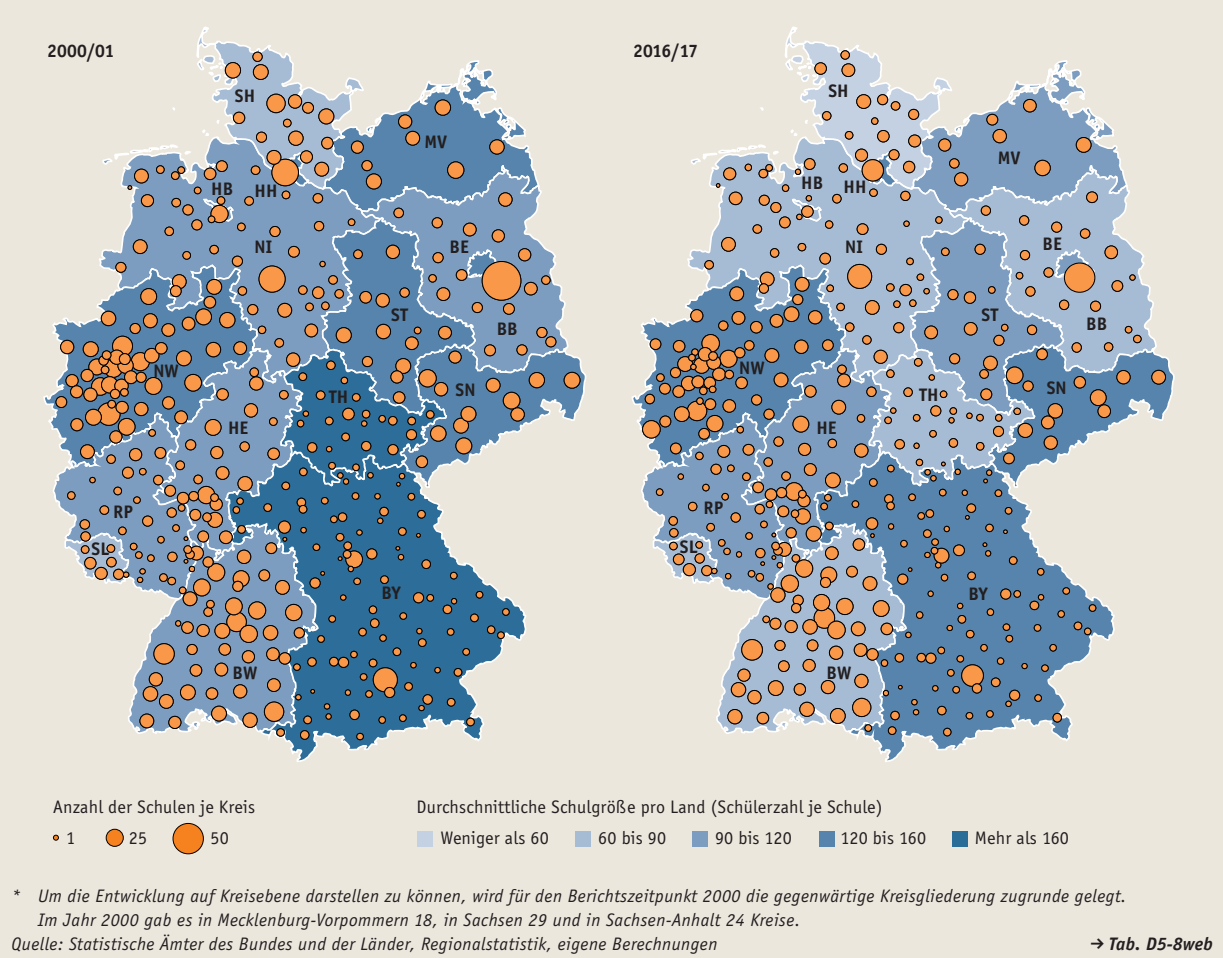 2000/01
SH
MV
HB
HH
NI
BE
ST
BB
NW
TH
SN
HE
RP
SL
BY
BW
2016/17
SH
MV
HB
HH
NI
BE
ST
BB
NW
TH
SN
HE
RP
SL
BY
BW
Anzahl der Schulen je Kreis
1 25 50
Durchschnittliche Schulgröße pro Land (Schülerzahl je Schule)
Weniger als 60 60 bis 90 90 bis 120 120 bis 160 Mehr als 160
* Um die Entwicklung auf Kreisebene darstellen zu können, wird für den Berichtszeitpunkt 2000 die gegenwärtige Kreisgliederung zugrunde gelegt.
Im Jahr 2000 gab es in Mecklenburg-Vorpommern 18, in Sachsen 29 und in Sachsen-Anhalt 24 Kreise.
Quelle: Statistische Ämter des Bundes und der Länder, Regionalstatistik, eigene Berechnungen
→ Tab. D5-8web